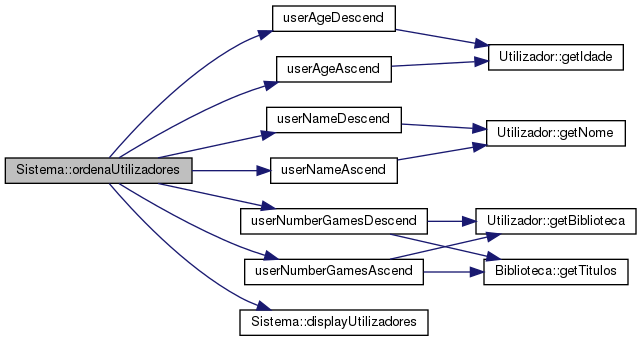 Sistema::ordenaUtilizadores
userAgeDescend
userAgeAscend
userNameDescend
userNameAscend
userNumberGamesDescend
userNumberGamesAscend
Sistema::displayUtilizadores
Utilizador::getIdade
Utilizador::getNome
Utilizador::getBiblioteca
Biblioteca::getTitulos